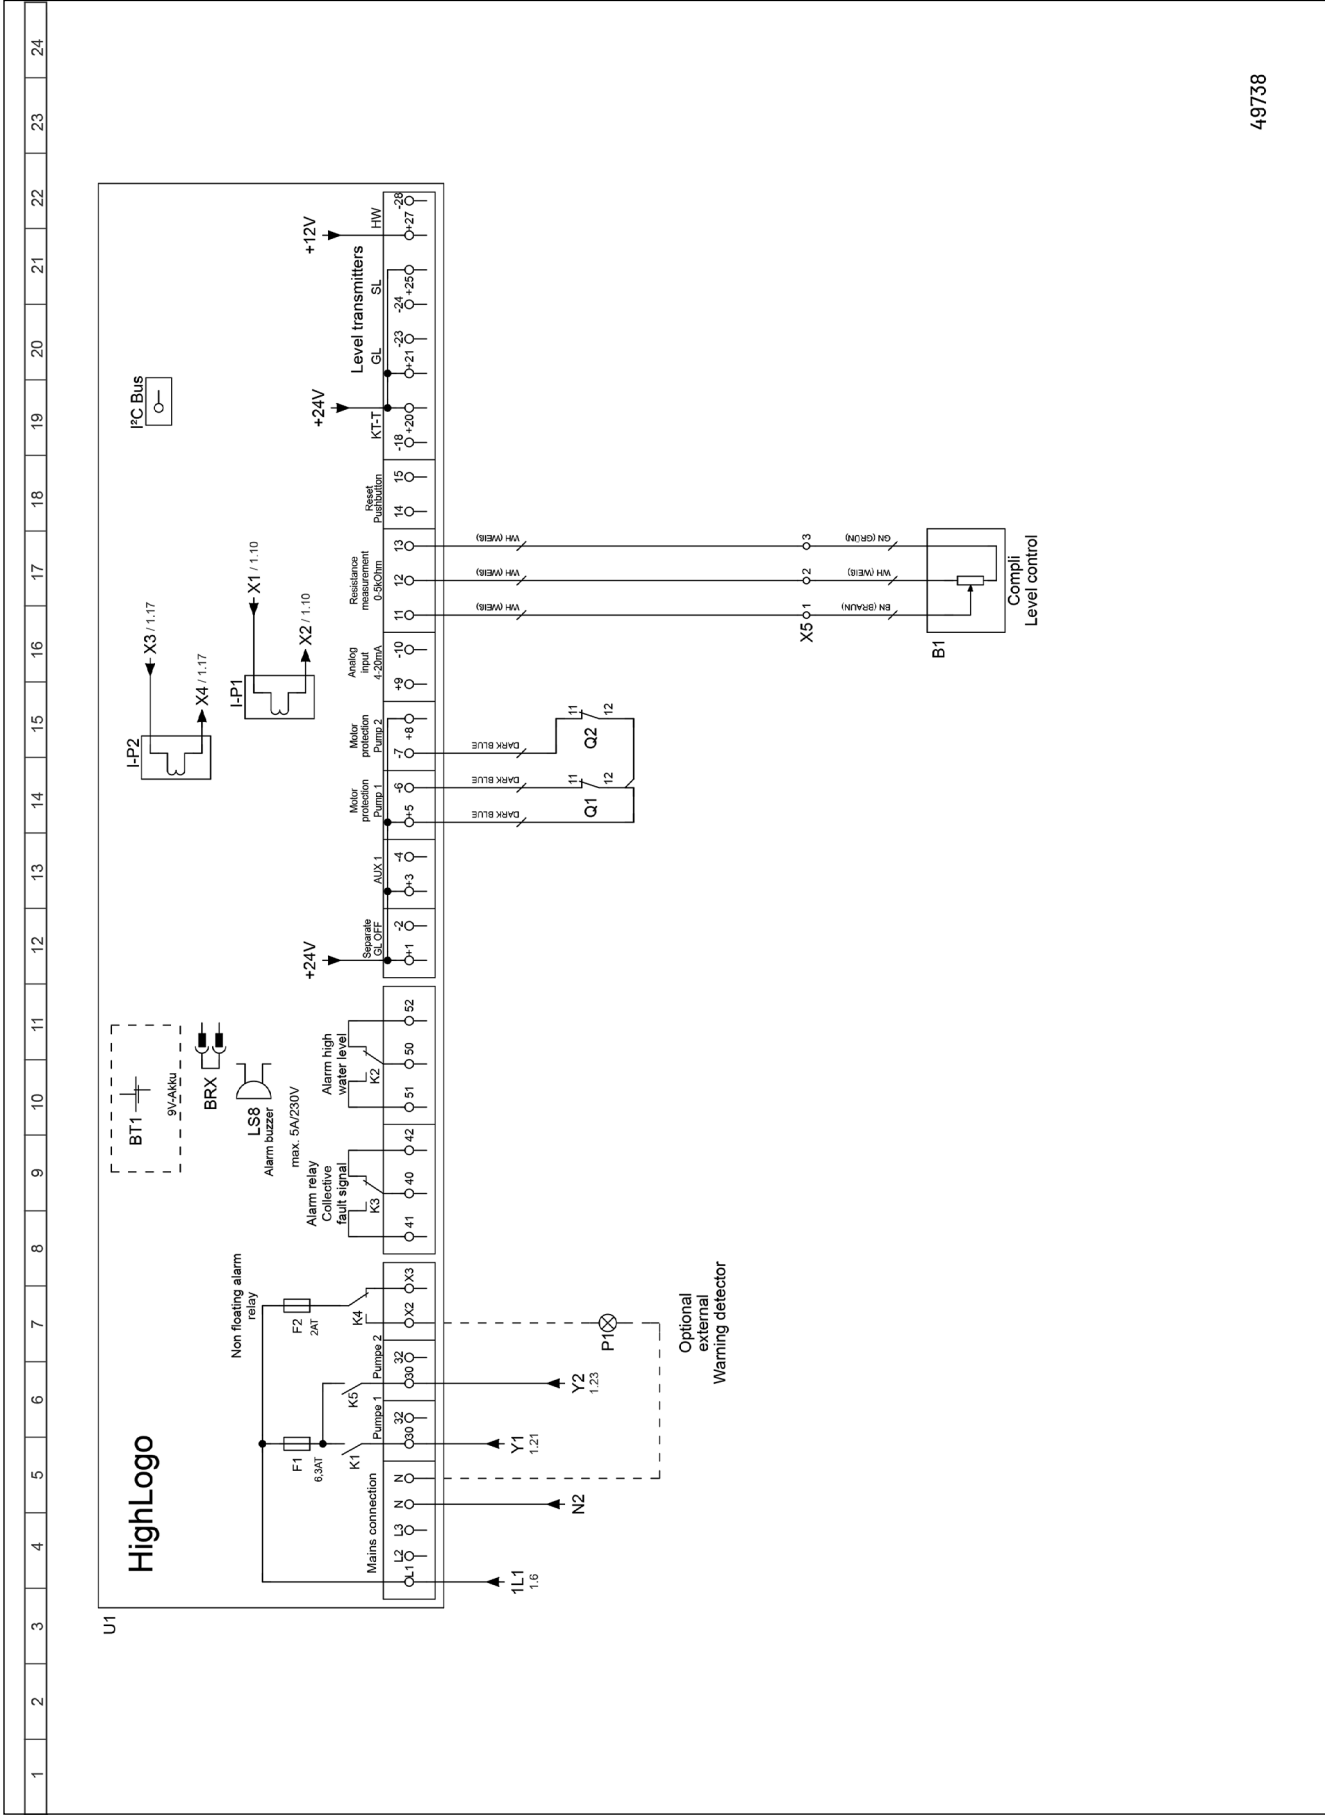 1 2 3 4 5 6 7 8 9 10 11 12 13 14 15 16 17 18 19 20 21 22 23 24
U1
HighLogo
BT1
9V-Akku
BRX
LS8
Alarm buzzer
max. 5A/230V
I-P2
X3 / 1.17
X4 / 1.17
I-P1
X1 / 1.10
X2 / 1.10
I²C Bus
Non floating alarm
relay
F1
6,3AT
F2
2AT
K1
K5
K4
Alarm relay
Collective
fault signal
K3
Alarm high
water level
K2
+24V
+24V
+12V
Mains connection
Pumpe 1
Pumpe 2
Separate
GL OFF
AUX 1
Motor
protection
Pump 1
Motor
protection
Pump 2
Analog
input
4-20mA
Resistance
measurement
0-5kOhm
Reset
Pushbutton
Level transmitters
KT-T
GL
SL
HW
L1 L2 L3 N N 30 32 30 32 X2 X3
41 40 42 51 50 52
+1 -2 +3 -4 +5 -6 -7 +8 +9 -10 11 12 13 14 15 -18 +20 +21 -23 -24 +25 +27 -28
1L1
1.6
N2
Y1
1.21
Y2
1.23
P1
Optional
external
Warning detector
DARK BLUE
DARK BLUE
DARK BLUE
Q1
11
12
Q2
11
12
WH (WEIß)
WH (WEIß)
WH (WEIß)
X5
1
2
3
BN (BRAUN)
WH (WEIß)
GN (GRÜN)
B1
Compli
Level control
49738